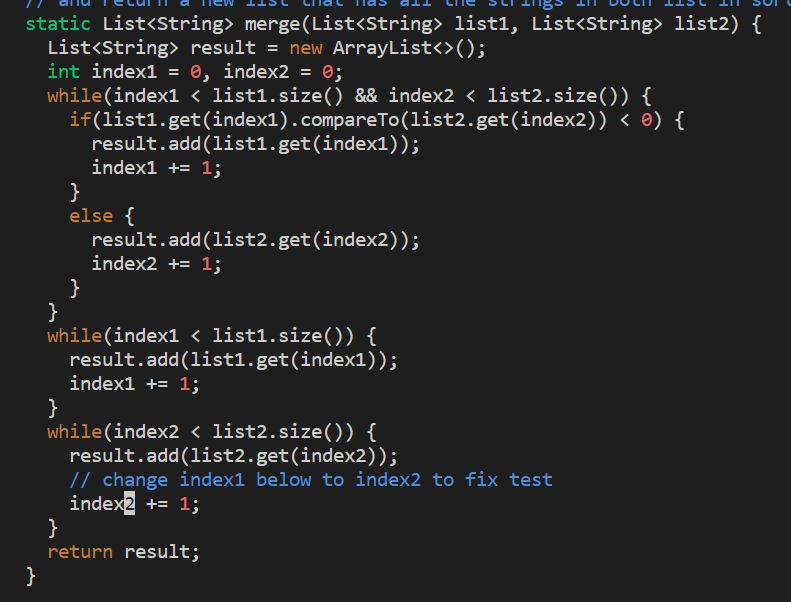 // and return a new list that has all the strings in both list in sor
static List<String> merge(List<String> list1, List<String> list2) {
  List<String> result = new ArrayList<>();
  int index1 = 0, index2 = 0;
  while(index1 < list1.size() && index2 < list2.size()) {
    if(list1.get(index1).compareTo(list2.get(index2)) < 0) {
      result.add(list1.get(index1));
      index1 += 1;
    }
    else {
      result.add(list2.get(index2));
      index2 += 1;
    }
  }
  while(index1 < list1.size()) {
    result.add(list1.get(index1));
    index1 += 1;
  }
  while(index2 < list2.size()) {
    result.add(list2.get(index2));
    // change index1 below to index2 to fix test
    index2 += 1;
  }
  return result;
}